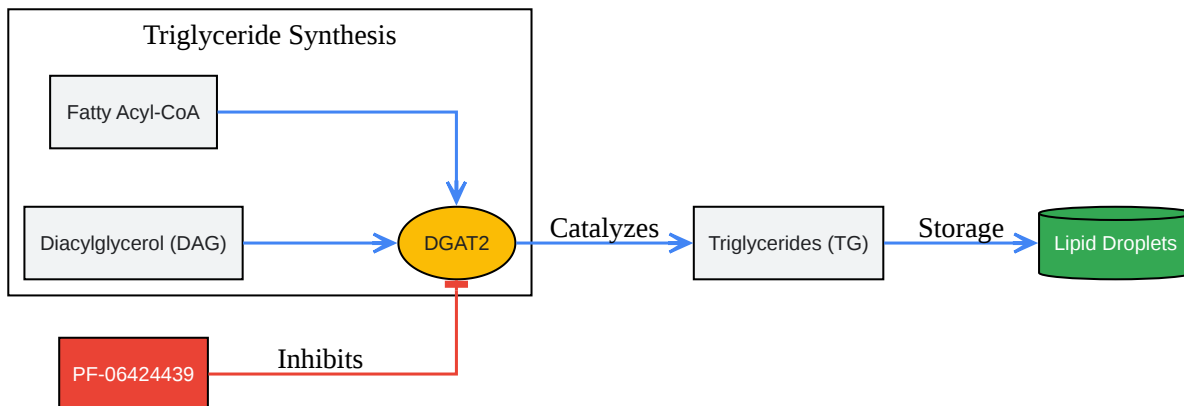 Triglyceride Synthesis
Fatty Acyl-CoA
Diacylglycerol (DAG)
DGAT2
Catalyzes
Triglycerides (TG)
Storage
Lipid Droplets
PF-06424439
Inhibits